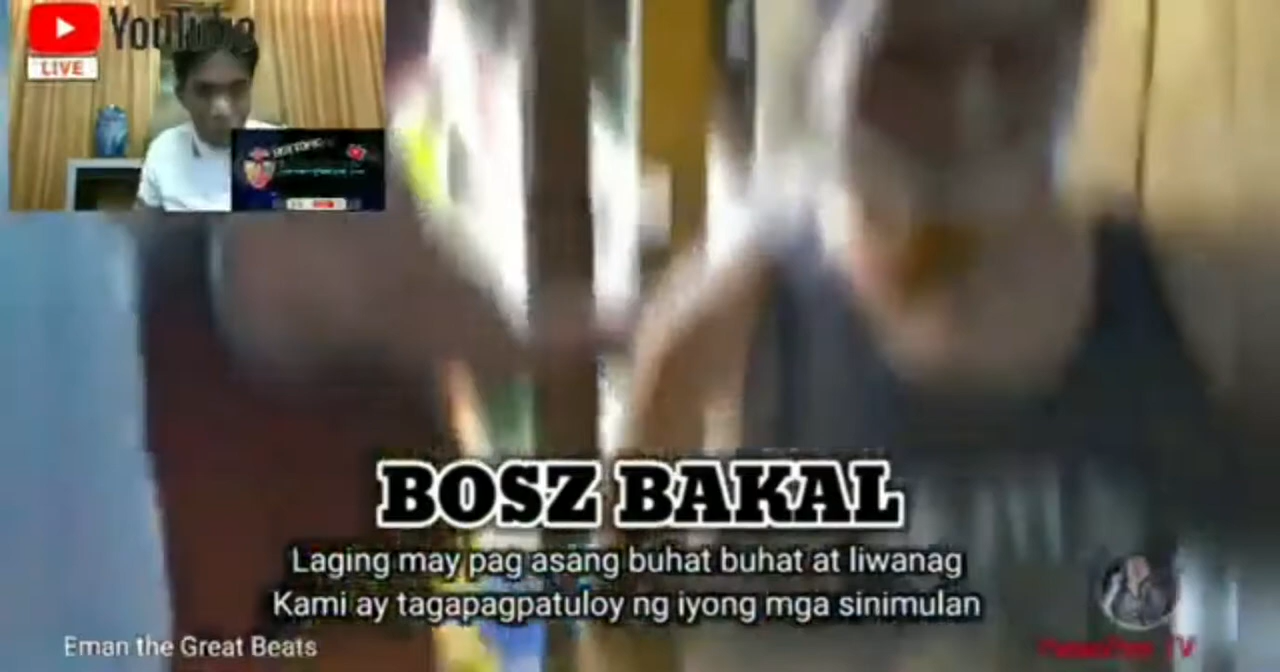 YouTube
LIVE
BOSZ BAKAL
Laging may pag asang buhat buhat at liwanag
Kami ay tagapagpatuloy ng iyong mga sinimulan
Eman the Great Beats
TV